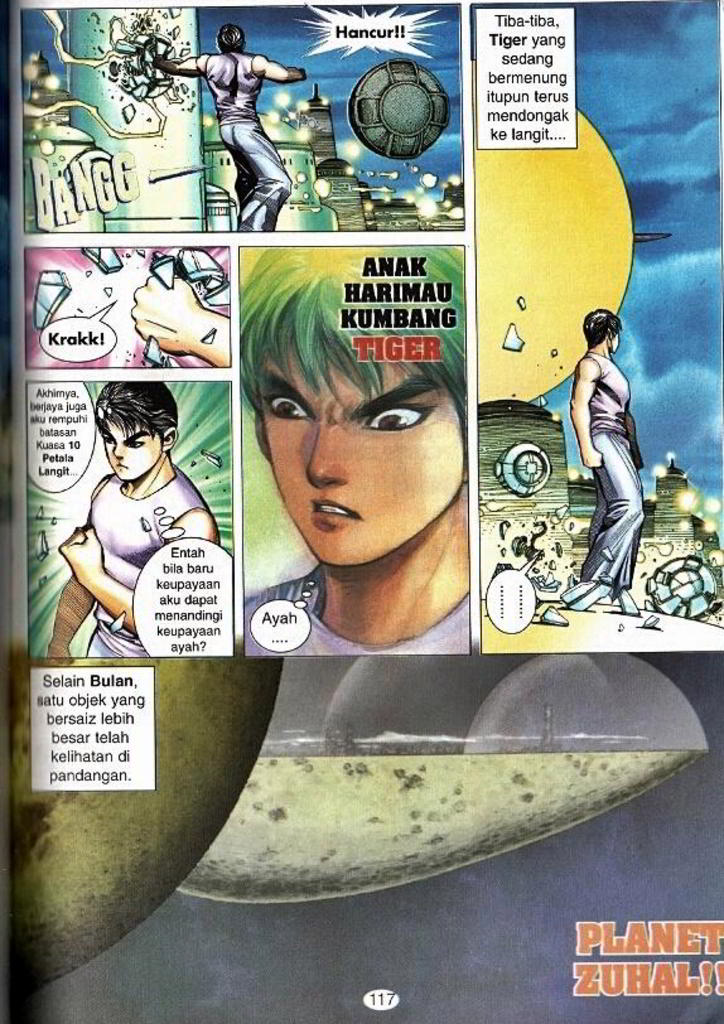 Hancur!!
BANGG
Krakk!
Akhirnya,
berjaya juga
aku rempuhi
batasan
Kuasa 10
Petala
Langit...
Entah
bila baru
keupayaan
aku dapat
menandingi
keupayaan
ayah?
ANAK
HARIMAU
KUMBANG
TIGER
Ayah
....
Tiba-tiba,
Tiger yang
sedang
bermenung
itupun terus
mendongak
ke langit....
Selain Bulan,
satu objek yang
bersaiz lebih
besar telah
kelihatan di
pandangan.
PLANET
ZUHAL!!
117